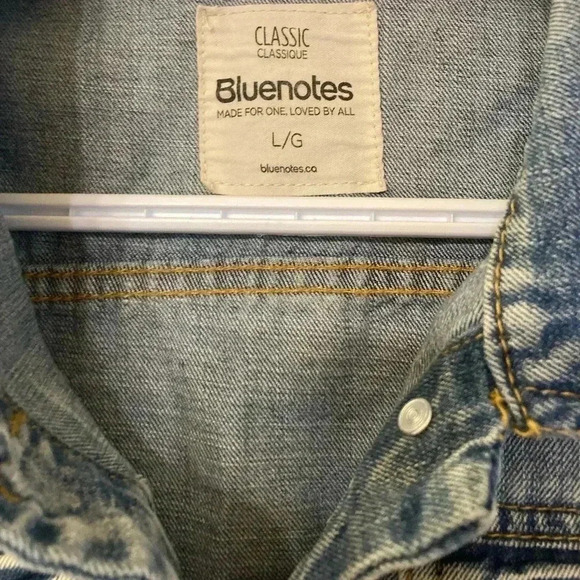 CLASSIC
CLASSIQUE
Bluenotes
MADE FOR ONE, LOVED BY ALL
L/G
bluenotes.ca